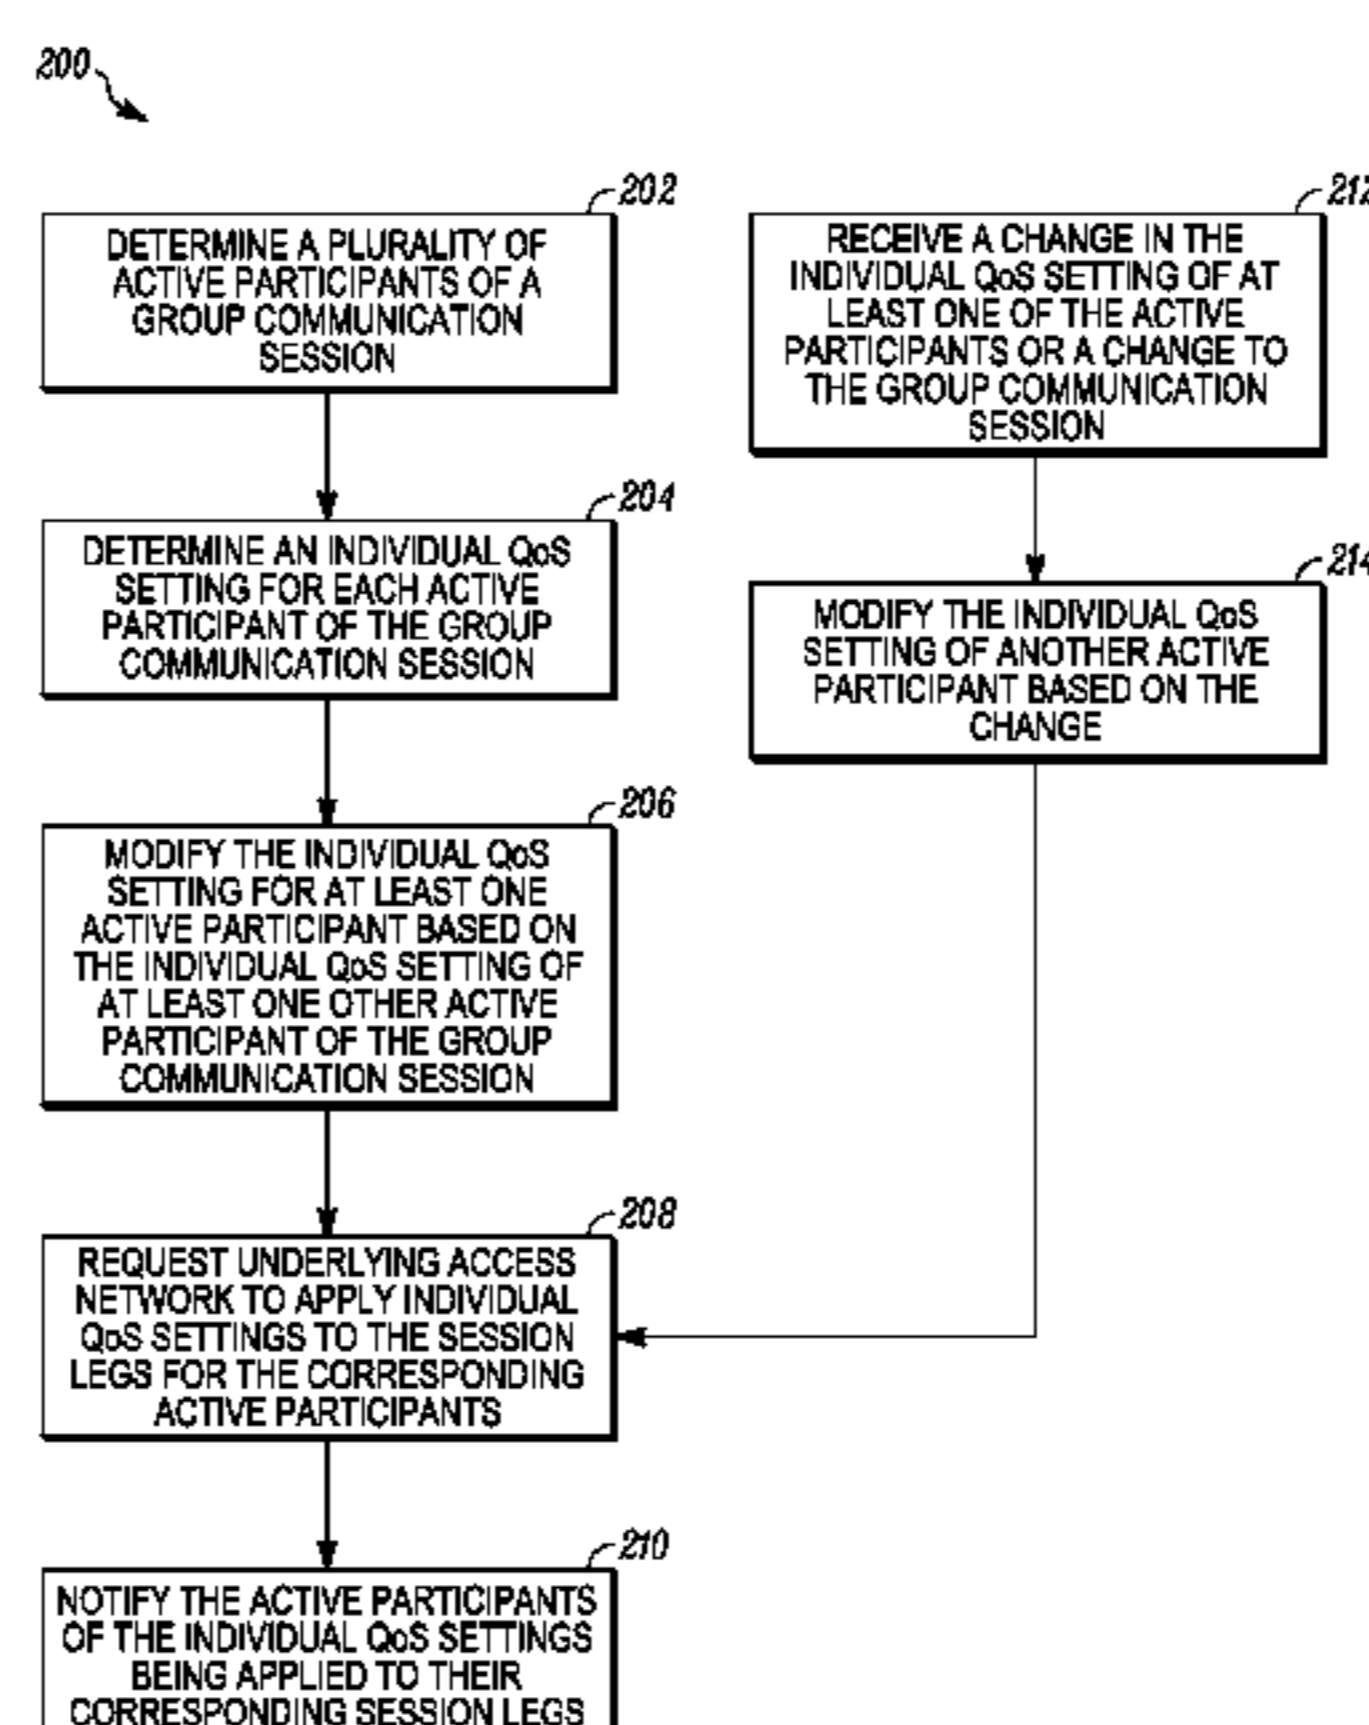 200
202
DETERMINE A PLURALITY OF
ACTIVE PARTICIPANTS OF A
GROUP COMMUNICATION
SESSION
204
DETERMINE AN INDIVIDUAL QoS
SETTING FOR EACH ACTIVE
PARTICIPANT OF THE GROUP
COMMUNICATION SESSION
206
MODIFY THE INDIVIDUAL QoS
SETTING FOR AT LEAST ONE
ACTIVE PARTICIPANT BASED ON
THE INDIVIDUAL QoS SETTING OF
AT LEAST ONE OTHER ACTIVE
PARTICIPANT OF THE GROUP
COMMUNICATION SESSION
208
REQUEST UNDERLYING ACCESS
NETWORK TO APPLY INDIVIDUAL
QoS SETTINGS TO THE SESSION
LEGS FOR THE CORRESPONDING
ACTIVE PARTICIPANTS
210
NOTIFY THE ACTIVE PARTICIPANTS
OF THE INDIVIDUAL QoS SETTINGS
BEING APPLIED TO THEIR
CORRESPONDING SESSION LEGS
212
RECEIVE A CHANGE IN THE
INDIVIDUAL QoS SETTING OF AT
LEAST ONE OF THE ACTIVE
PARTICIPANTS OR A CHANGE TO
THE GROUP COMMUNICATION
SESSION
214
MODIFY THE INDIVIDUAL QoS
SETTING OF ANOTHER ACTIVE
PARTICIPANT BASED ON THE
CHANGE